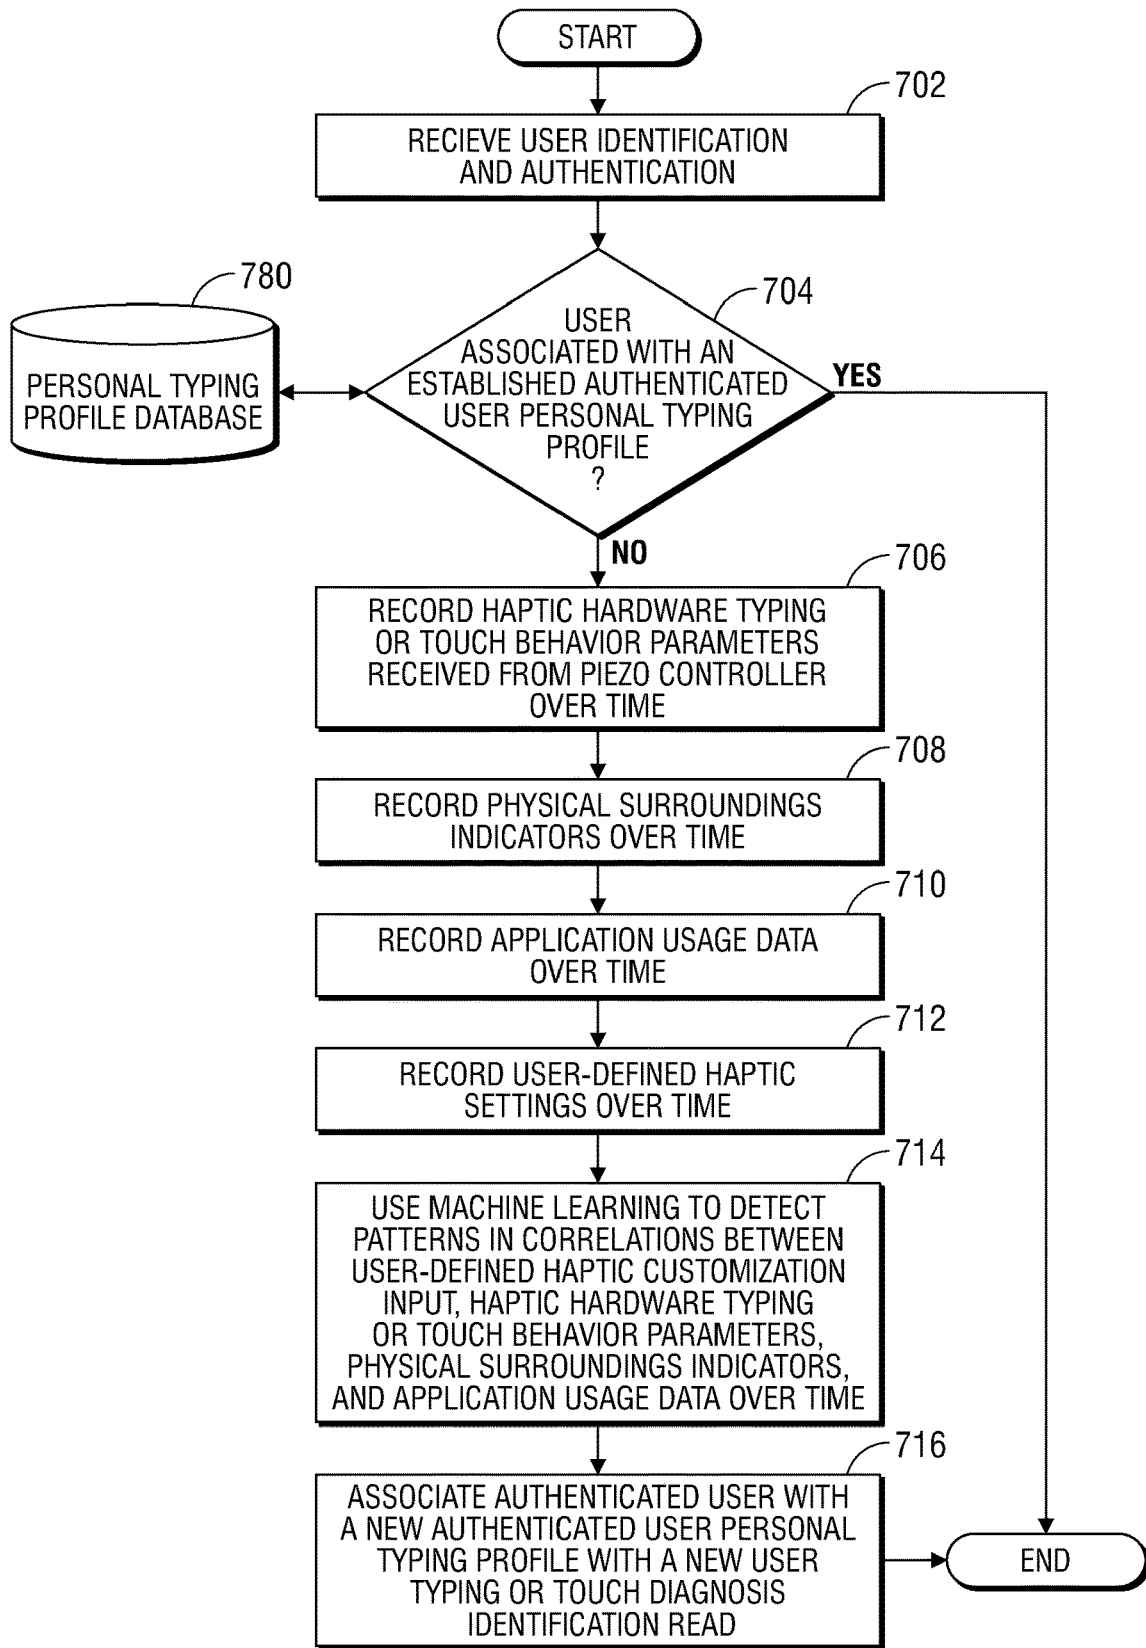 START
702
RECIEVE USER IDENTIFICATION
AND AUTHENTICATION
780
PERSONAL TYPING
PROFILE DATABASE
704
USER
ASSOCIATED WITH AN
ESTABLISHED AUTHENTICATED
USER PERSONAL TYPING
PROFILE
?
YES
NO
706
RECORD HAPTIC HARDWARE TYPING
OR TOUCH BEHAVIOR PARAMETERS
RECEIVED FROM PIEZO CONTROLLER
OVER TIME
708
RECORD PHYSICAL SURROUNDINGS
INDICATORS OVER TIME
710
RECORD APPLICATION USAGE DATA
OVER TIME
712
RECORD USER-DEFINED HAPTIC
SETTINGS OVER TIME
714
USE MACHINE LEARNING TO DETECT
PATTERNS IN CORRELATIONS BETWEEN
USER-DEFINED HAPTIC CUSTOMIZATION
INPUT, HAPTIC HARDWARE TYPING
OR TOUCH BEHAVIOR PARAMETERS,
PHYSICAL SURROUNDINGS INDICATORS,
AND APPLICATION USAGE DATA OVER TIME
716
ASSOCIATE AUTHENTICATED USER WITH
A NEW AUTHENTICATED USER PERSONAL
TYPING PROFILE WITH A NEW USER
TYPING OR TOUCH DIAGNOSIS
IDENTIFICATION READ
END